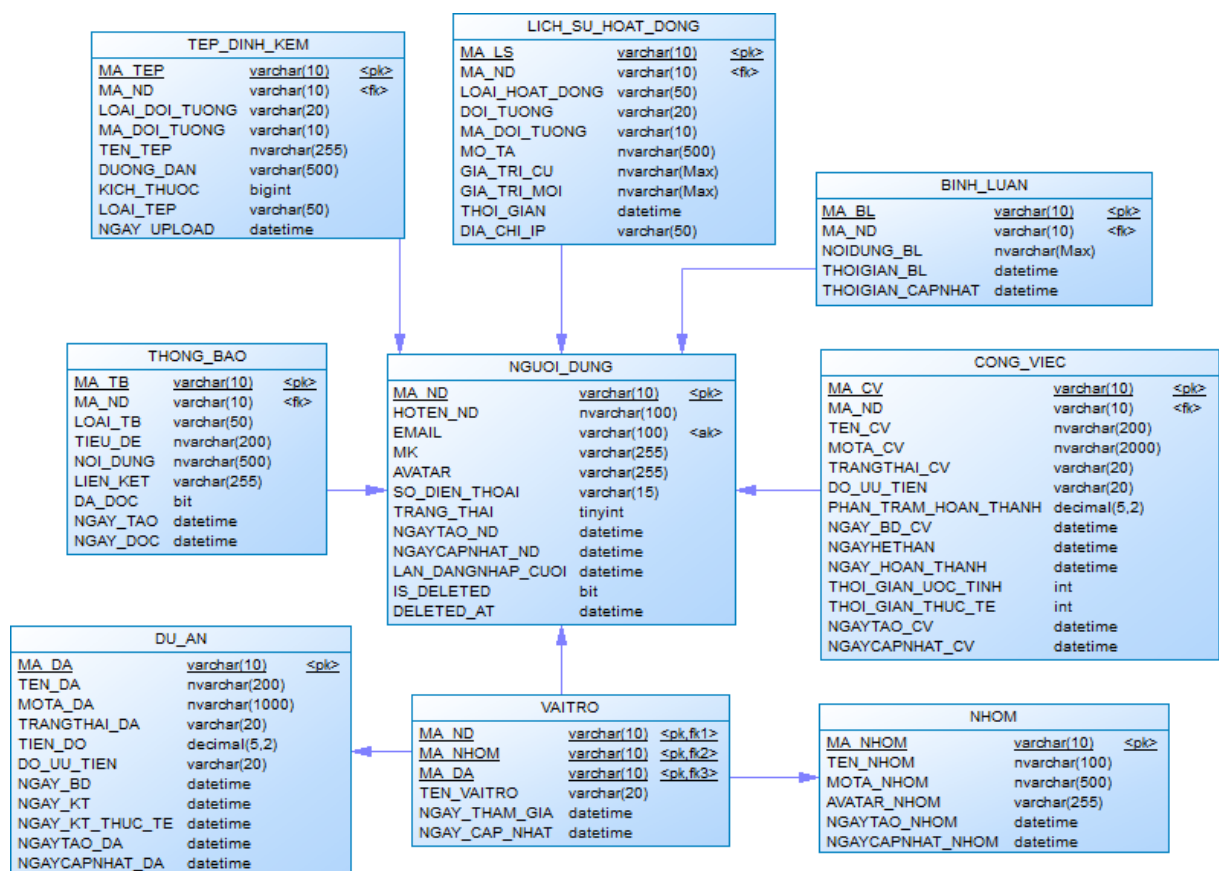 TEP_DINH_KEM
MA_TEP varchar(10) <pk>
MA_ND varchar(10) <fk>
LOAI_DOI_TUONG varchar(20)
MA_DOI_TUONG varchar(10)
TEN_TEP nvarchar(255)
DUONG_DAN varchar(500)
KICH_THUOC bigint
LOAI_TEP varchar(50)
NGAY_UPLOAD datetime
LICH_SU_HOAT_DONG
MA_LS varchar(10) <pk>
MA_ND varchar(10) <fk>
LOAI_HOAT_DONG varchar(50)
DOI_TUONG varchar(20)
MA_DOI_TUONG varchar(10)
MO_TA nvarchar(500)
GIA_TRI_CU nvarchar(Max)
GIA_TRI_MOI nvarchar(Max)
THOI_GIAN datetime
DIA_CHI_IP varchar(50)
BINH_LUAN
MA_BL varchar(10) <pk>
MA_ND varchar(10) <fk>
NOIDUNG_BL nvarchar(Max)
THOIGIAN_BL datetime
THOIGIAN_CAPNHAT datetime
THONG_BAO
MA_TB varchar(10) <pk>
MA_ND varchar(10) <fk>
LOAI_TB varchar(50)
TIEU_DE nvarchar(200)
NOI_DUNG nvarchar(500)
LIEN_KET varchar(255)
DA_DOC bit
NGAY_TAO datetime
NGAY_DOC datetime
NGUOI_DUNG
MA_ND varchar(10) <pk>
HOTEN_ND nvarchar(100)
EMAIL varchar(100) <ak>
MK varchar(255)
AVATAR varchar(255)
SO_DIEN_THOAI varchar(15)
TRANG_THAI tinyint
NGAYTAO_ND datetime
NGAYCAPNHAT_ND datetime
LAN_DANGNHAP_CUOI datetime
IS_DELETED bit
DELETED_AT datetime
CONG_VIEC
MA_CV varchar(10) <pk>
MA_ND varchar(10) <fk>
TEN_CV nvarchar(200)
MOTA_CV nvarchar(2000)
TRANGTHAI_CV varchar(20)
DO_UU_TIEN varchar(20)
PHAN_TRAM_HOAN_THANH decimal(5,2)
NGAY_BD_CV datetime
NGAYHETHAN datetime
NGAY_HOAN_THANH datetime
THOI_GIAN_UOC_TINH int
THOI_GIAN_THUC_TE int
NGAYTAO_CV datetime
NGAYCAPNHAT_CV datetime
DU_AN
MA_DA varchar(10) <pk>
TEN_DA nvarchar(200)
MOTA_DA nvarchar(1000)
TRANGTHAI_DA varchar(20)
TIEN_DO decimal(5,2)
DO_UU_TIEN varchar(20)
NGAY_BD datetime
NGAY_KT datetime
NGAY_KT_THUC_TE datetime
NGAYTAO_DA datetime
NGAYCAPNHAT_DA datetime
VAITRO
MA_ND varchar(10) <pk,fk1>
MA_NHOM varchar(10) <pk,fk2>
MA_DA varchar(10) <pk,fk3>
TEN_VAITRO varchar(20)
NGAY_THAM_GIA datetime
NGAY_CAP_NHAT datetime
NHOM
MA_NHOM varchar(10) <pk>
TEN_NHOM nvarchar(100)
MOTA_NHOM nvarchar(500)
AVATAR_NHOM varchar(255)
NGAYTAO_NHOM datetime
NGAYCAPNHAT_NHOM datetime